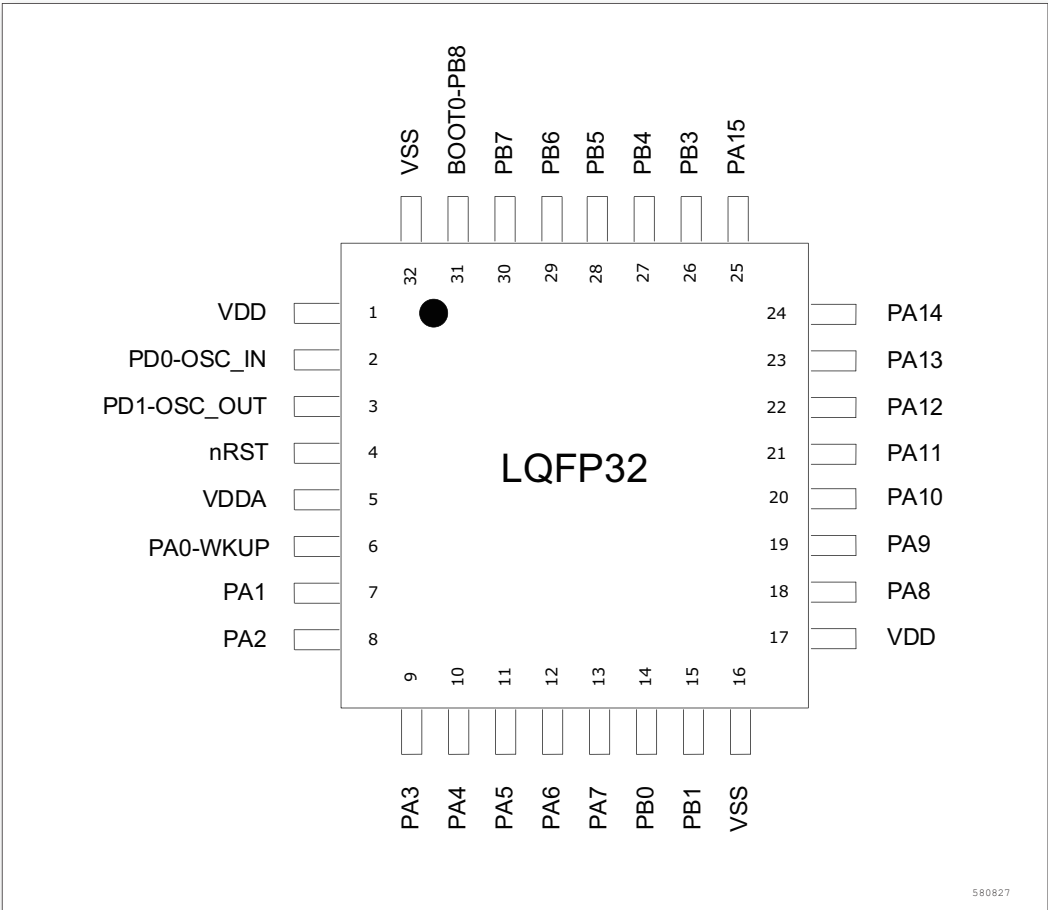 VSS
BOOT0-PB8
PB7
PB6
PB5
PB4
PB3
PA15
32
31
30
29
28
27
26
25
VDD 1
PD0-OSC_IN 2
PD1-OSC_OUT 3
nRST 4
VDDA 5
PA0-WKUP 6
PA1 7
PA2 8
LQFP32
24 PA14
23 PA13
22 PA12
21 PA11
20 PA10
19 PA9
18 PA8
17 VDD
9
10
11
12
13
14
15
16
PA3
PA4
PA5
PA6
PA7
PB0
PB1
VSS
580827